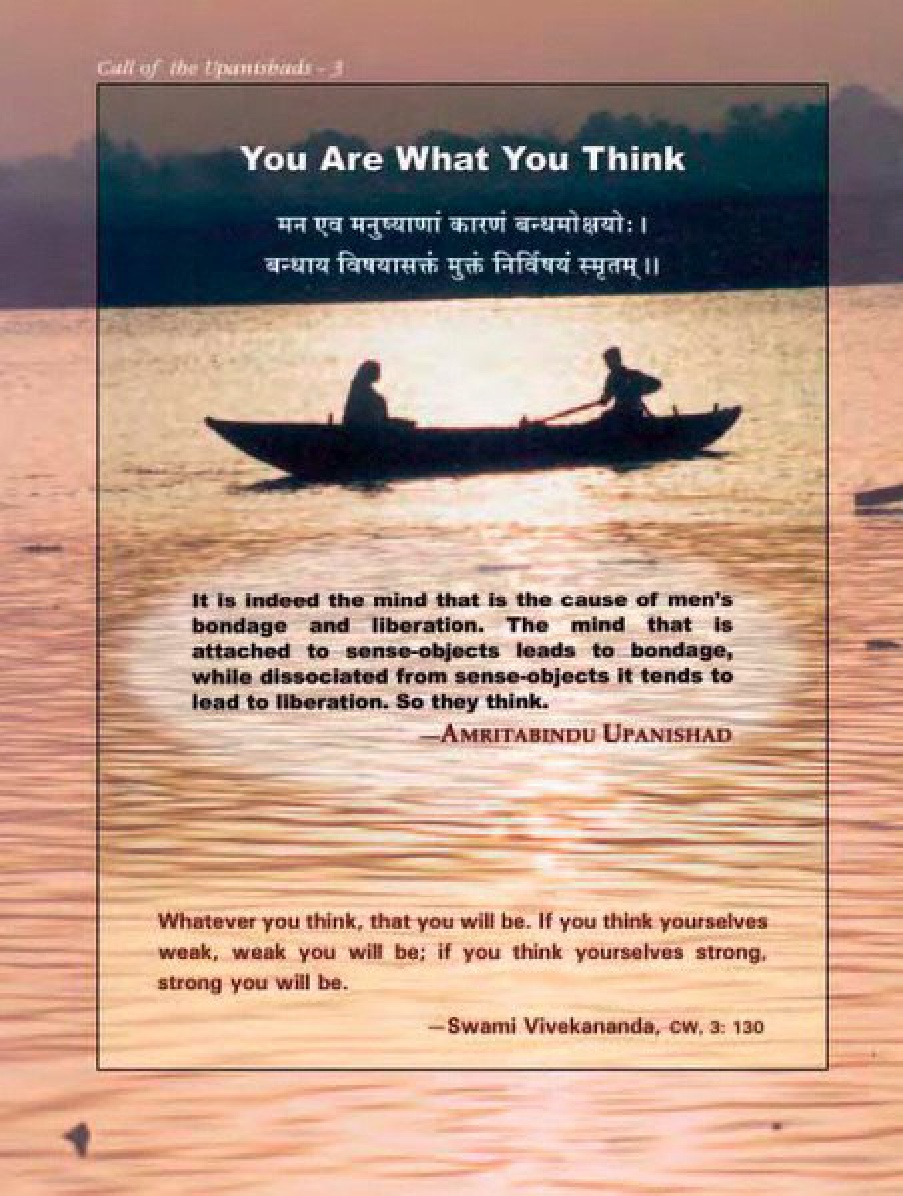 Call of the Upanishads - 3
You Are What You Think
मन एव मनुष्याणां कारणं बन्धमोक्षयोः।
बन्धाय विषयासक्तं मुक्तं निर्विषयं स्मृतम्॥
It is indeed the mind that is the cause of men's
bondage and liberation. The mind that is
attached to sense-objects leads to bondage,
while dissociated from sense-objects it tends to
lead to liberation. So they think.
—AMRITABINDU UPANISHAD
Whatever you think, that you will be. If you think yourselves
weak, weak you will be; if you think yourselves strong,
strong you will be.
—Swami Vivekananda, CW, 3: 130